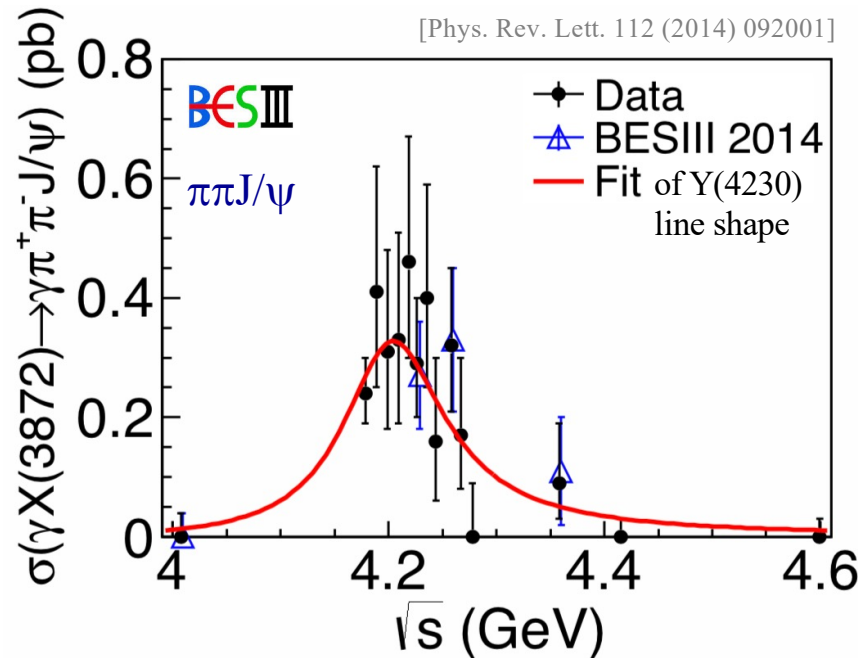 [Phys. Rev. Lett. 112 (2014) 092001]
σ(γX(3872)→γπ⁺π⁻J/ψ) (pb)
0.8
0.6
0.4
0.2
0
BESIII
ππJ/ψ
Data
BESIII 2014
Fit of Y(4230)
line shape
4 4.2 4.4 4.6
√s (GeV)